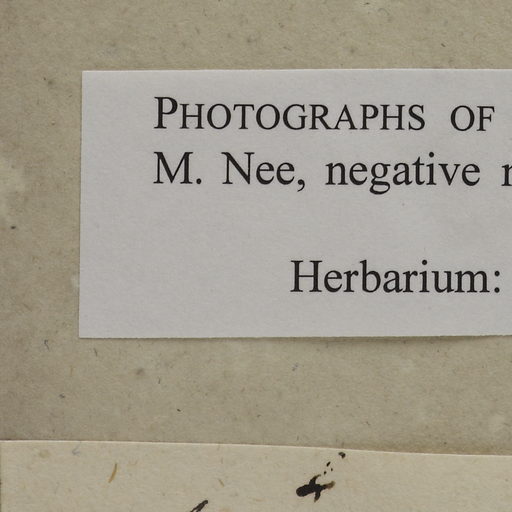 PHOTOGRAPHS OF
M. Nee, negative
Herbarium: